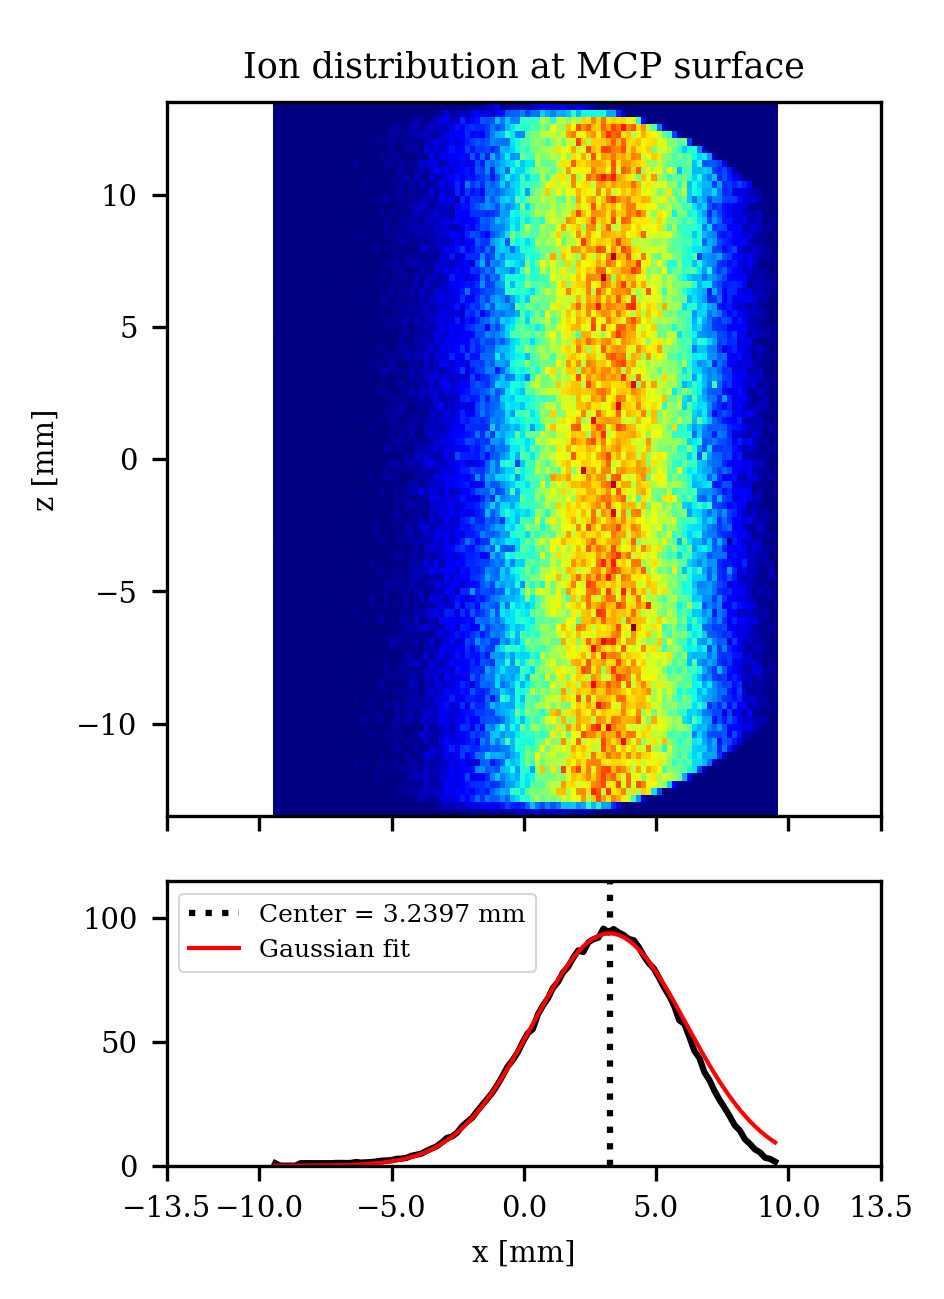 Ion distribution at MCP surface
10
5
0
−5
−10
z [mm]
100
50
0
Center = 3.2397 mm
Gaussian fit
−13.5 −10.0 −5.0 0.0 5.0 10.0 13.5
x [mm]